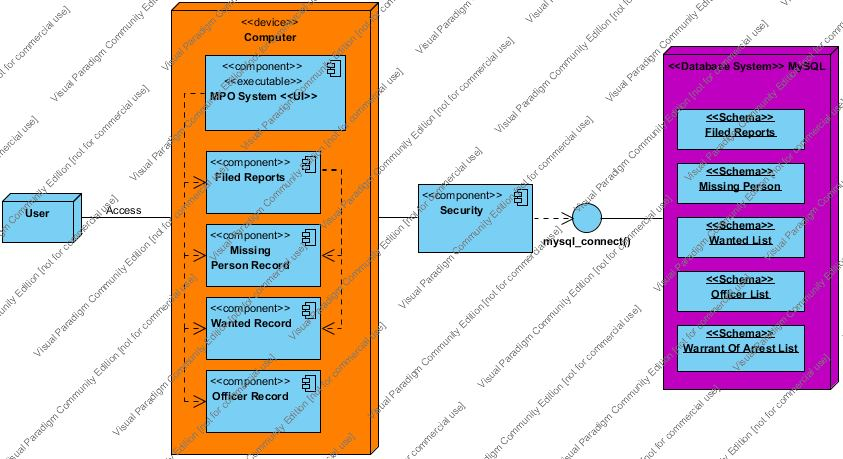 User
Access
<<device>>
Computer
<<component>>
<<executable>>
MPO System <<UI>>
<<component>>
Filed Reports
<<component>>
Missing
Person Record
<<component>>
Wanted Record
<<component>>
Officer Record
<<component>>
Security
mysql_connect()
<<Database System>> MySQL
<<Schema>>
Filed Reports
<<Schema>>
Missing Person
<<Schema>>
Wanted List
<<Schema>>
Officer List
<<Schema>>
Warrant Of Arrest List
Visual Paradigm Community Edition [not for commercial use]